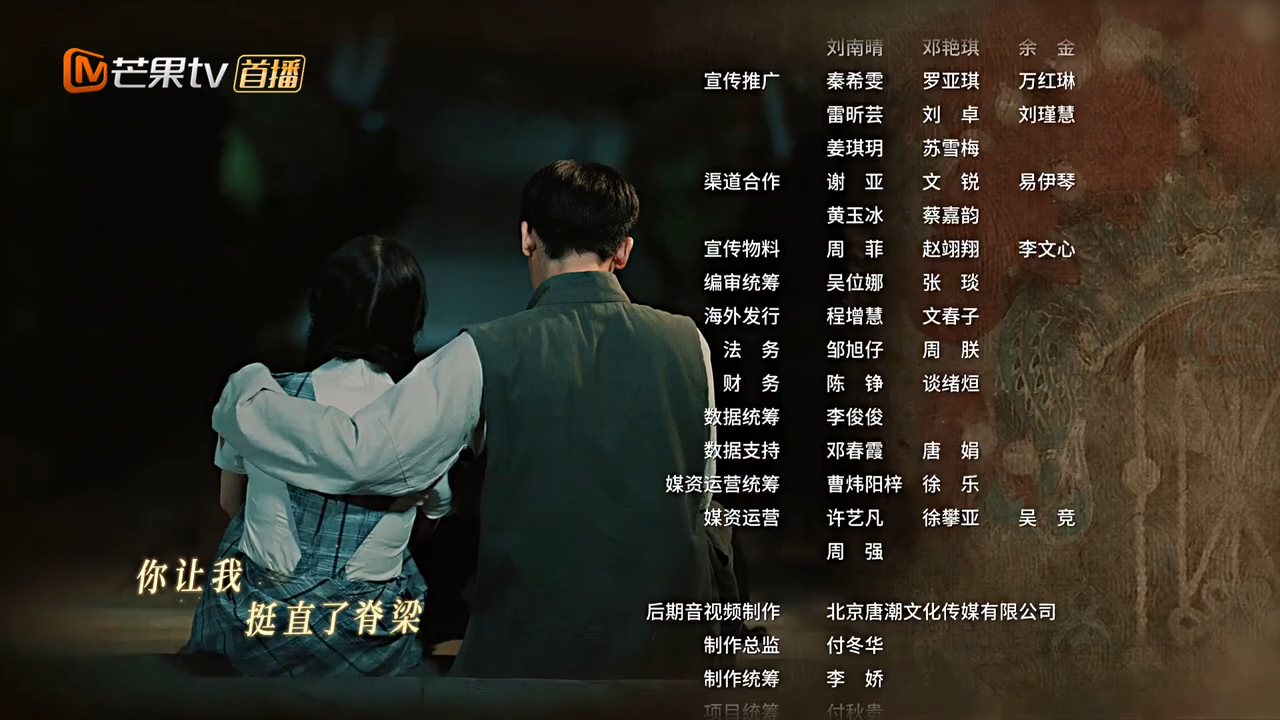 芒果tv 首播
刘南晴 邓艳琪 余 金
宣传推广 秦希雯 罗亚琪 万红琳
雷昕芸 刘 卓 刘瑾慧
姜琪玥 苏雪梅
渠道合作 谢 亚 文 锐 易伊琴
黄玉冰 蔡嘉韵
宣传物料 周 菲 赵翊翔 李文心
编审统筹 吴位娜 张 琰
海外发行 程增慧 文春子
法 务 邹旭仔 周 朕
财 务 陈 铮 谈绪烜
数据统筹 李俊俊
数据支持 邓春霞 唐 娟
媒资运营统筹 曹炜阳梓 徐 乐
媒资运营 许艺凡 徐攀亚 吴 竞
周 强
后期音视频制作 北京唐潮文化传媒有限公司
制作总监 付冬华
制作统筹 李 娇
项目统筹 付秋贵
你让我
挺直了脊梁